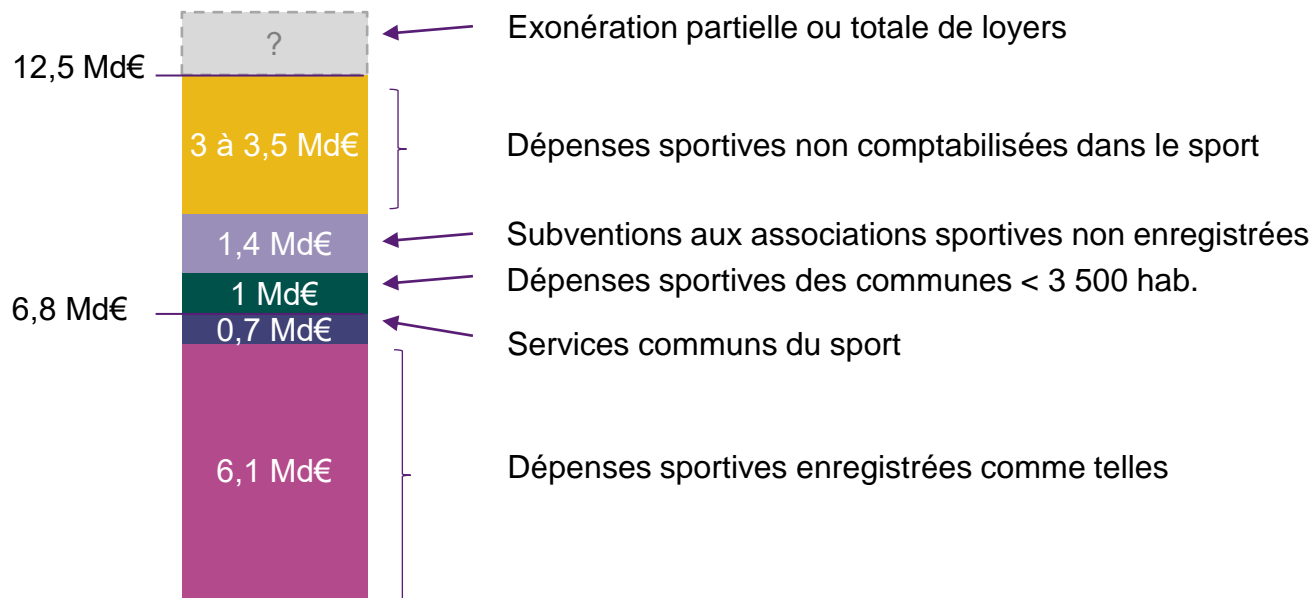 ?
Exonération partielle ou totale de loyers
12,5 Md€
3 à 3,5 Md€
Dépenses sportives non comptabilisées dans le sport
1,4 Md€
Subventions aux associations sportives non enregistrées
1 Md€
Dépenses sportives des communes < 3 500 hab.
6,8 Md€
0,7 Md€
Services communs du sport
6,1 Md€
Dépenses sportives enregistrées comme telles